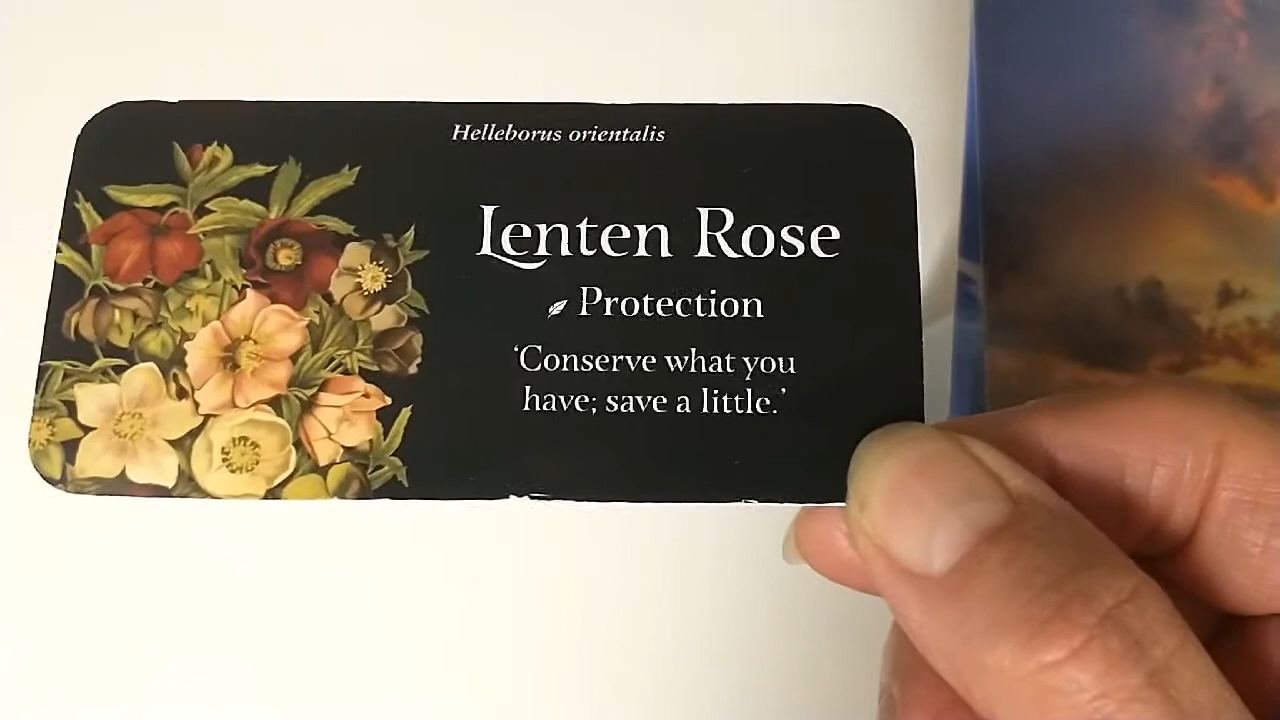 Helleborus orientalis
Lenten Rose
Protection
‘Conserve what you
have; save a little.’